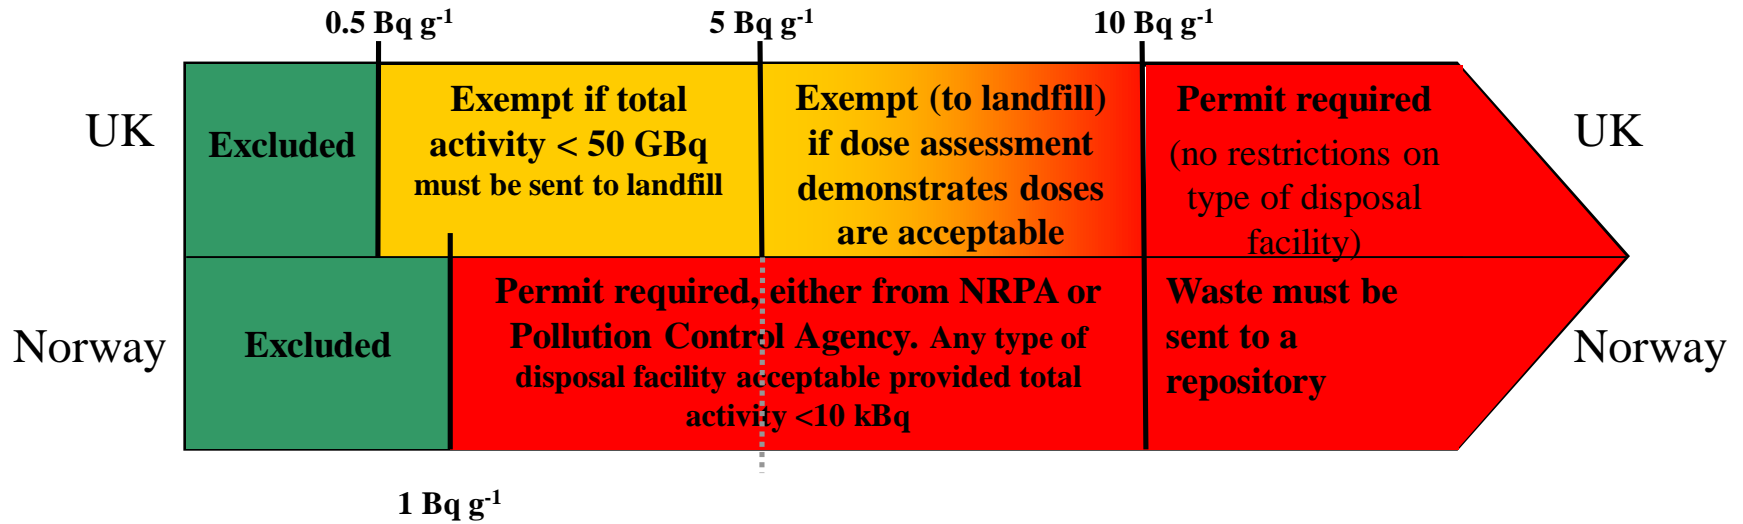 0.5 Bq g-1
5 Bq g-1
10 Bq g-1
UK
Excluded
Exempt if total
activity < 50 GBq
must be sent to landfill
Exempt (to landfill)
if dose assessment
demonstrates doses
are acceptable
Permit required
(no restrictions on
type of disposal
facility)
UK
Norway
Excluded
Permit required, either from NRPA or
Pollution Control Agency. Any type of
disposal facility acceptable provided total
activity <10 kBq
Waste must be
sent to a
repository
Norway
1 Bq g-1